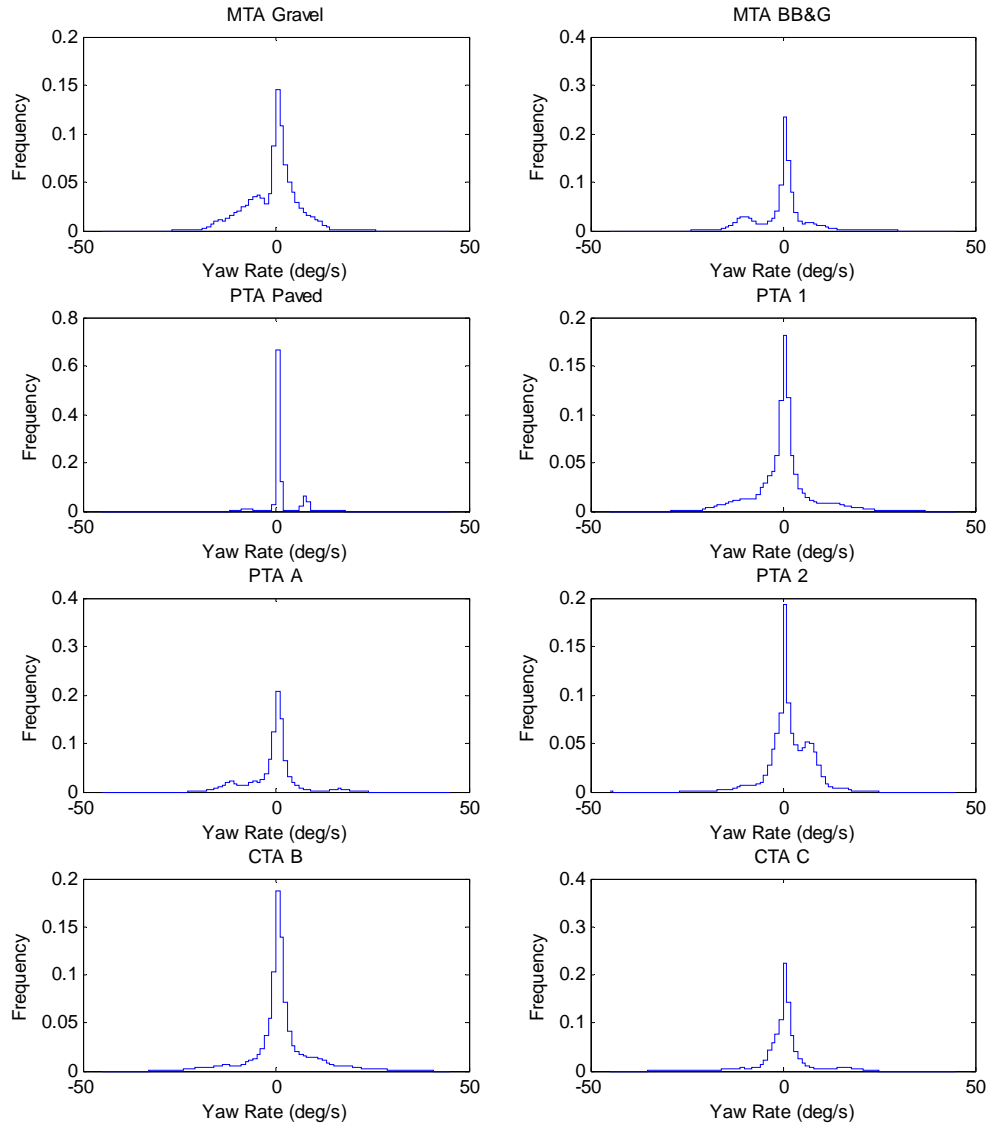 MTA Gravel
0.2
0.15
0.1
0.05
0
Frequency
-50
0
50
Yaw Rate (deg/s)
MTA BB&G
0.4
0.3
0.2
0.1
0
Frequency
-50
0
50
Yaw Rate (deg/s)
PTA Paved
0.8
0.6
0.4
0.2
0
Frequency
-50
0
50
Yaw Rate (deg/s)
PTA 1
0.2
0.15
0.1
0.05
0
Frequency
-50
0
50
Yaw Rate (deg/s)
PTA A
0.4
0.3
0.2
0.1
0
Frequency
-50
0
50
Yaw Rate (deg/s)
PTA 2
0.2
0.15
0.1
0.05
0
Frequency
-50
0
50
Yaw Rate (deg/s)
CTA B
0.2
0.15
0.1
0.05
0
Frequency
-50
0
50
Yaw Rate (deg/s)
CTA C
0.4
0.3
0.2
0.1
0
Frequency
-50
0
50
Yaw Rate (deg/s)